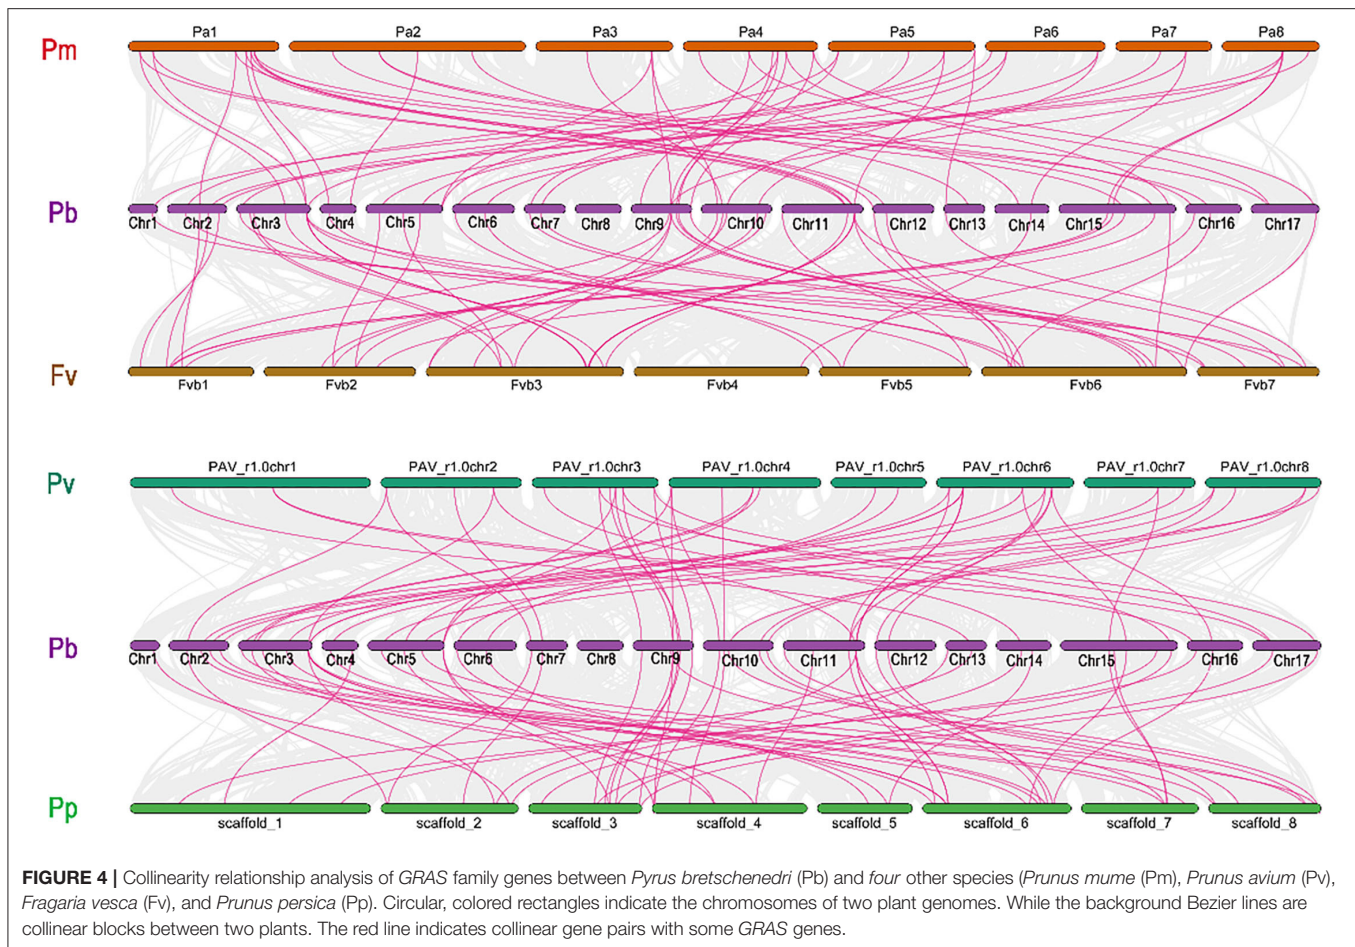 Pa1 Pa2 Pa3 Pa4 Pa5 Pa6 Pa7 Pa8
Pm
Pb
Chr1 Chr2 Chr3 Chr4 Chr5 Chr6 Chr7 Chr8 Chr9 Chr10 Chr11 Chr12 Chr13 Chr14 Chr15 Chr16 Chr17
Fv
Fvb1 Fvb2 Fvb3 Fvb4 Fvb5 Fvb6 Fvb7
PAV_r1.0chr1 PAV_r1.0chr2 PAV_r1.0chr3 PAV_r1.0chr4 PAV_r1.0chr5 PAV_r1.0chr6 PAV_r1.0chr7 PAV_r1.0chr8
Pv
Pb
Chr1 Chr2 Chr3 Chr4 Chr5 Chr6 Chr7 Chr8 Chr9 Chr10 Chr11 Chr12 Chr13 Chr14 Chr15 Chr16 Chr17
Pp
scaffold_1 scaffold_2 scaffold_3 scaffold_4 scaffold_5 scaffold_6 scaffold_7 scaffold_8
FIGURE 4 | Collinearity relationship analysis of GRAS family genes between Pyrus bretschenedri (Pb) and four other species (Prunus mume (Pm), Prunus avium (Pv),
Fragaria vesca (Fv), and Prunus persica (Pp). Circular, colored rectangles indicate the chromosomes of two plant genomes. While the background Bezier lines are
collinear blocks between two plants. The red line indicates collinear gene pairs with some GRAS genes.